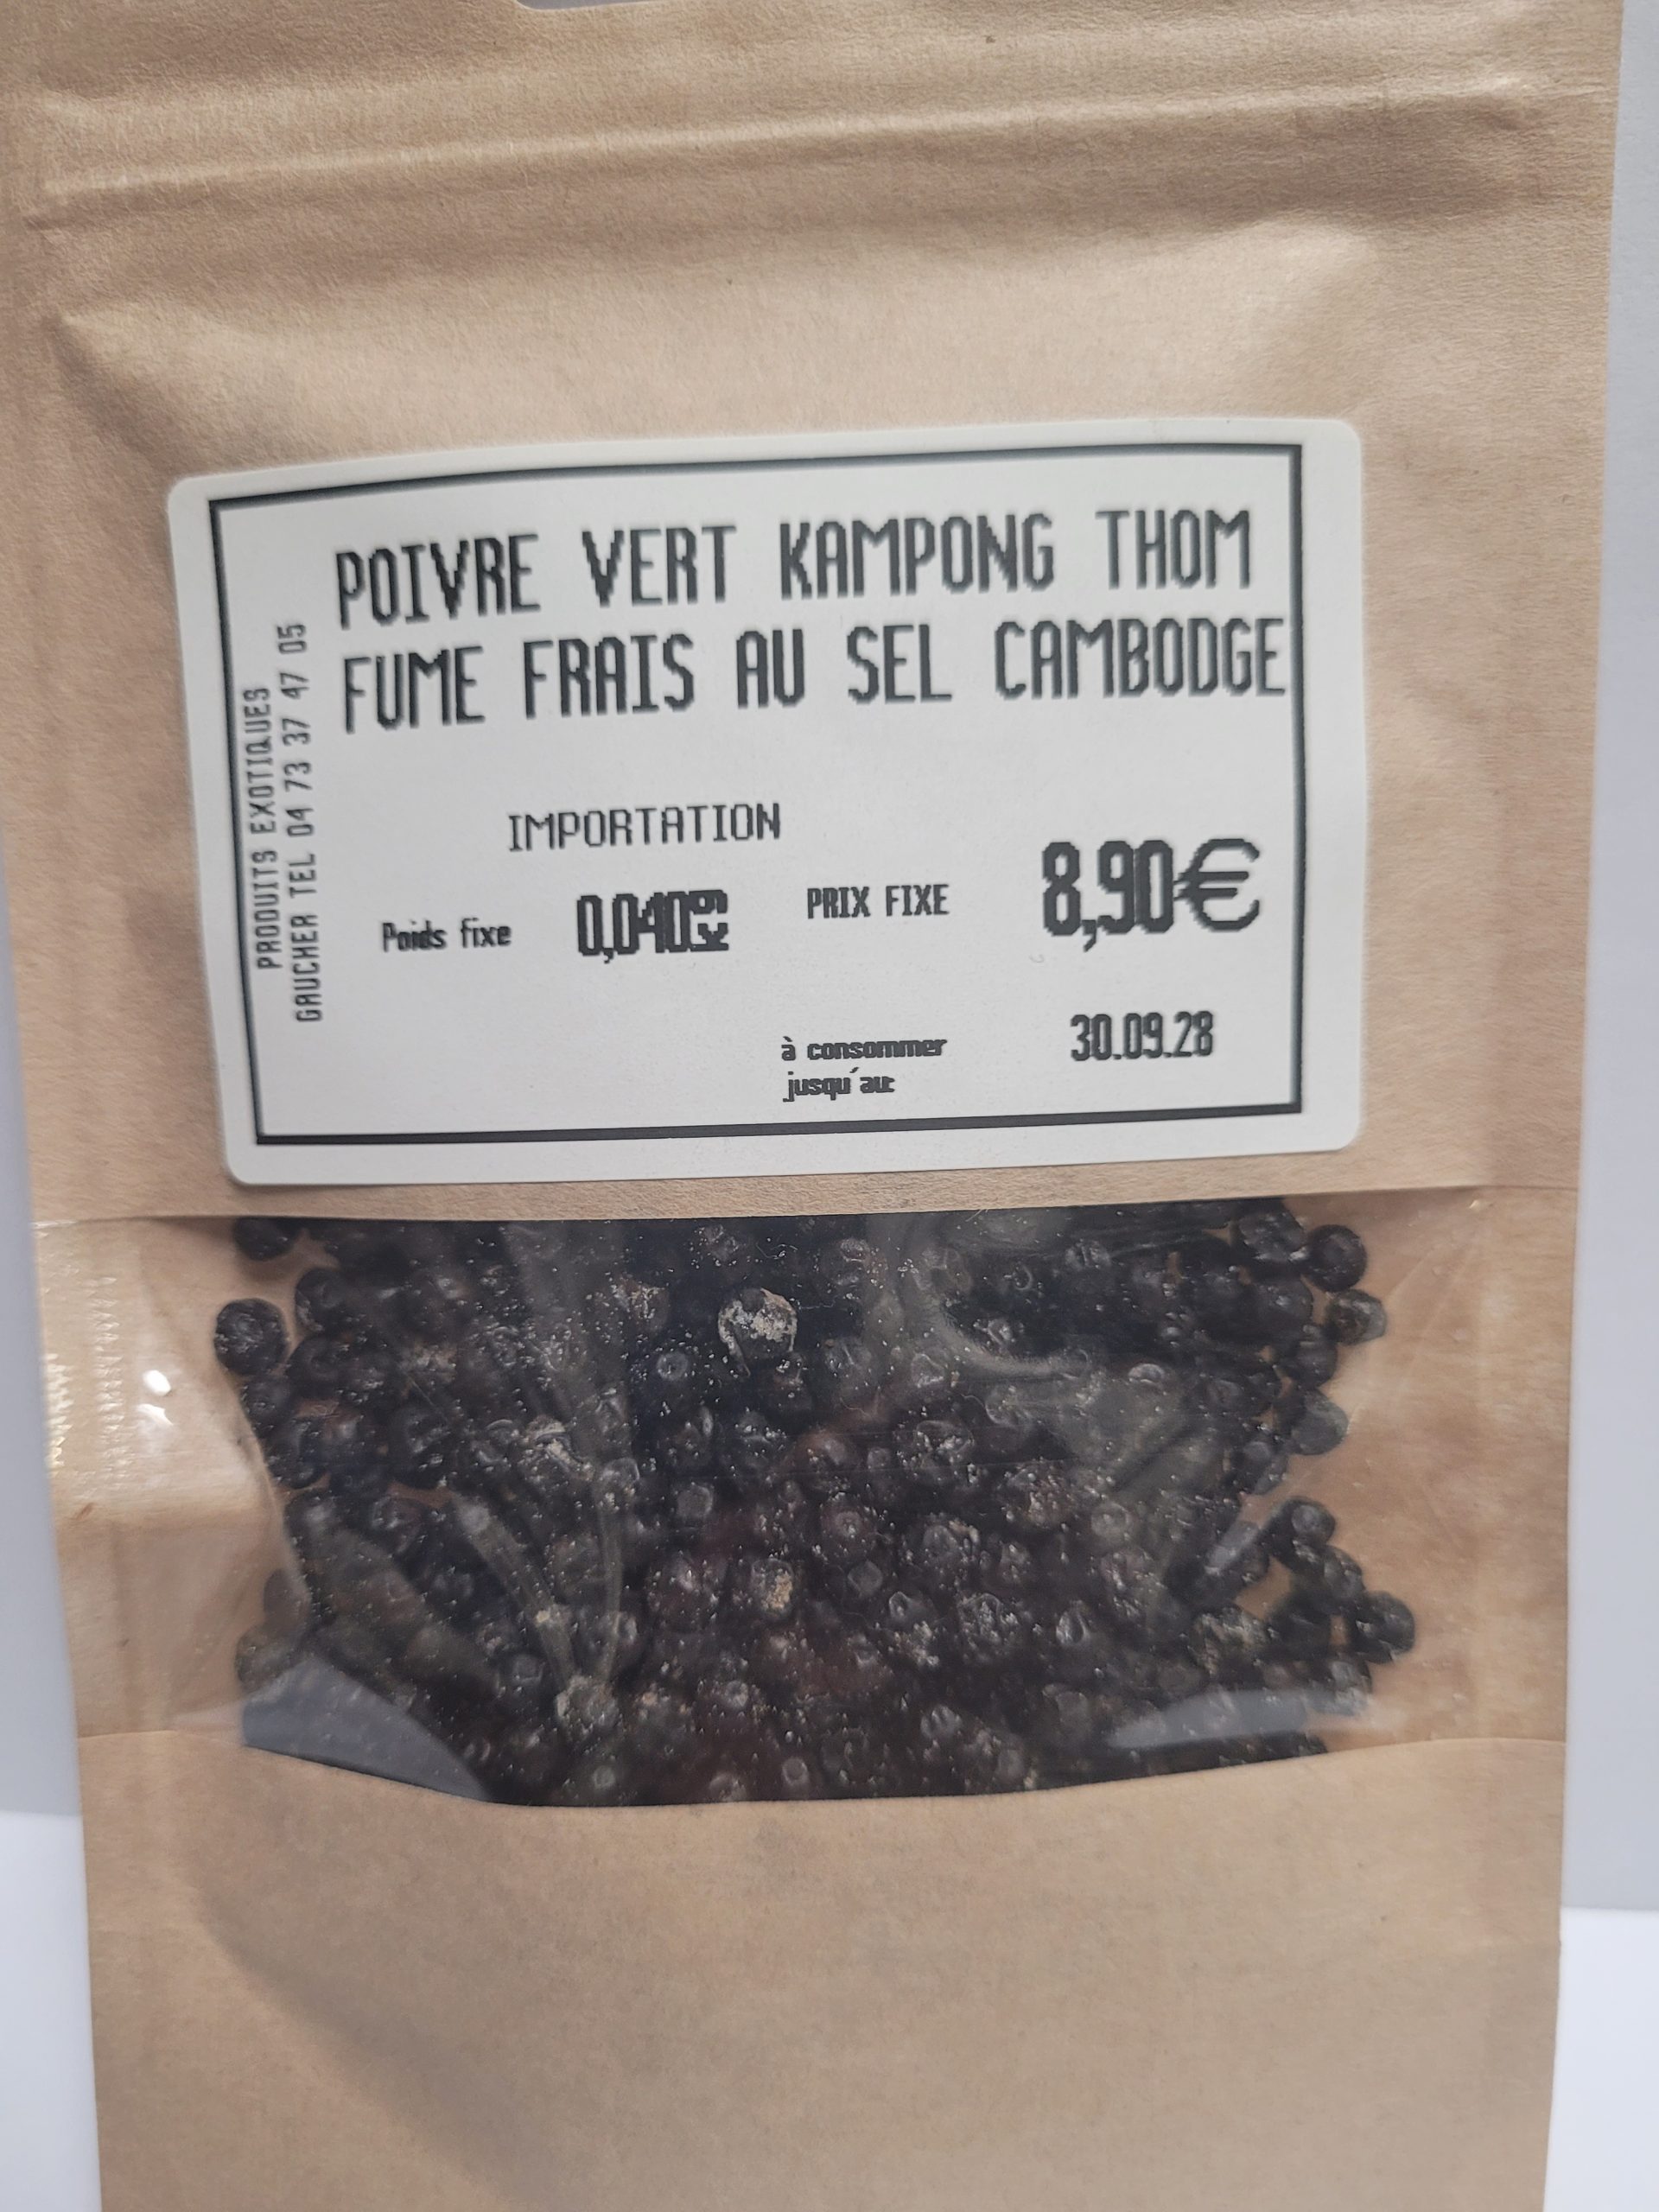 POIVRE VERT KAMPONG THOM
FUME FRAIS AU SEL CAMBODGE
PRODUITS EXOTIQUES
GAUCHER TEL 04 73 37 47 05
IMPORTATION
Poids fixe 0,040kg PRIX FIXE 8,90€
à consommer 30.09.28
jusqu'au: